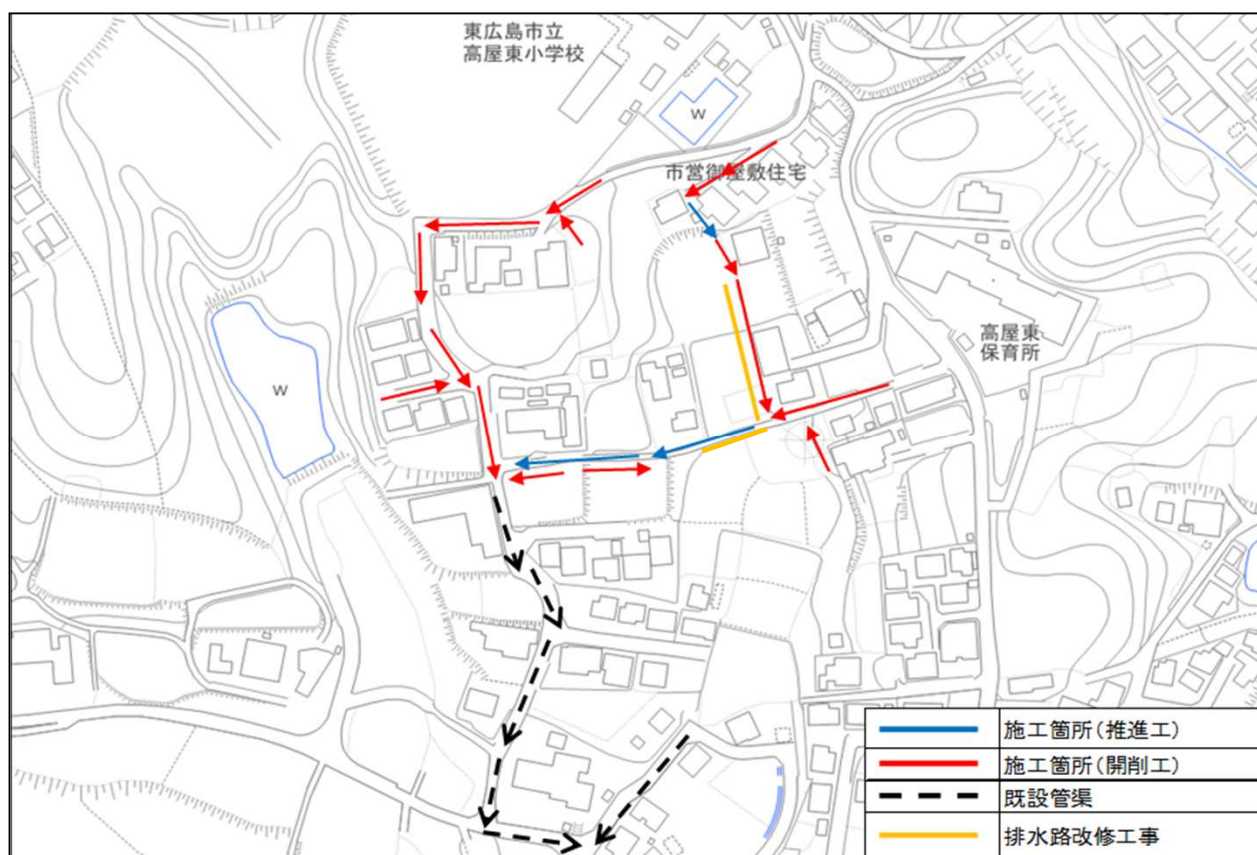 東広島市立
高屋東小学校
W
市営御屋敷住宅
高屋東
保育所
W
施工箇所(推進工)
施工箇所(開削工)
既設管渠
排水路改修工事